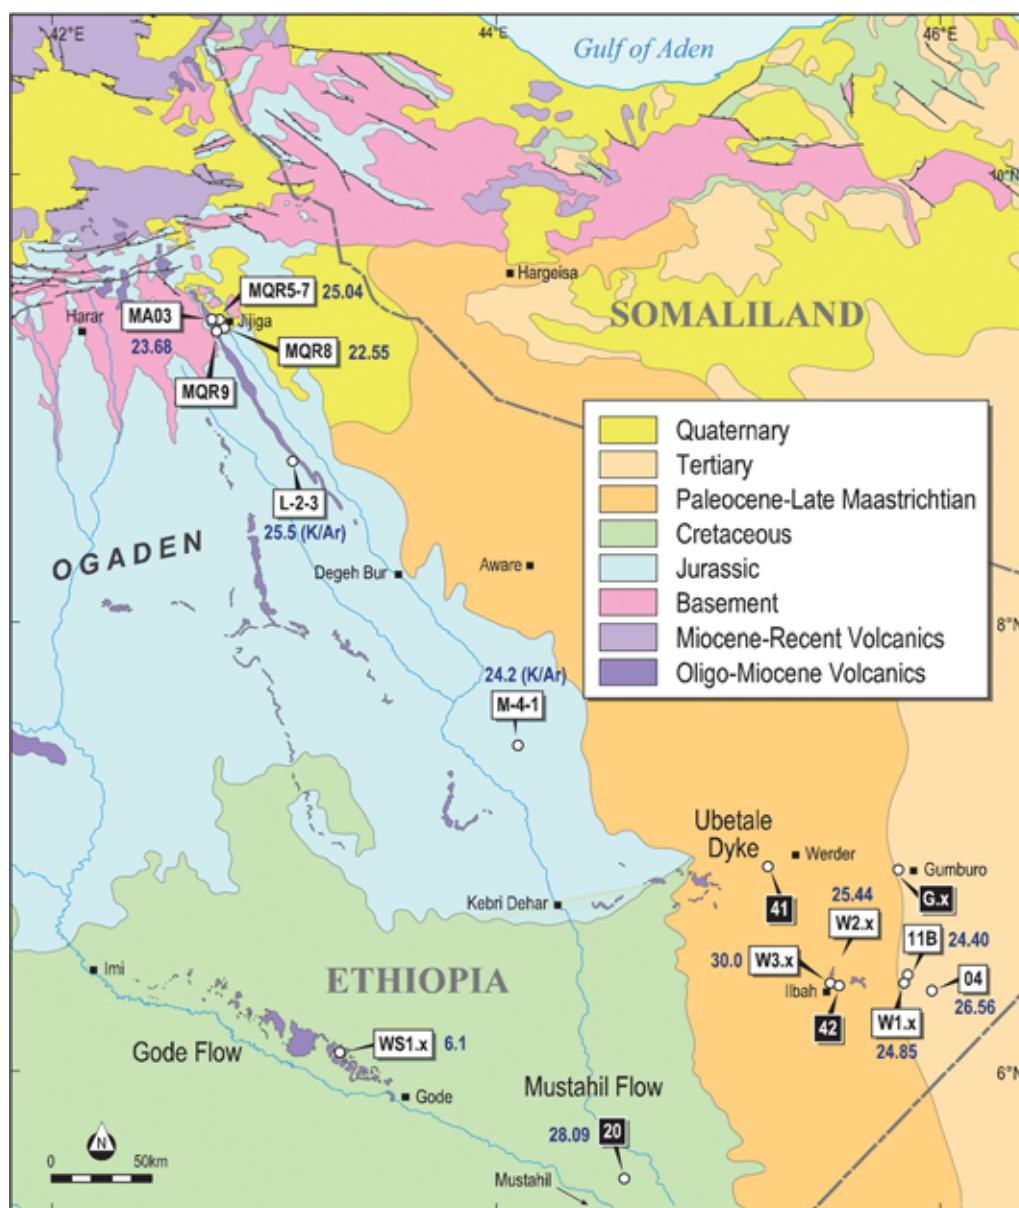 42°E
44°E
46°E
Gulf of Aden
10°N
Hargeisa
SOMALILAND
MQR5-7 25.04
MA03
Harar
Jijiga
23.68
MQR8 22.55
MQR9
Quaternary
Tertiary
Paleocene-Late Maastrichtian
Cretaceous
Jurassic
Basement
Miocene-Recent Volcanics
Oligo-Miocene Volcanics
L-2-3
25.5 (K/Ar)
OGADEN
Degeh Bur
Aware
8°N
24.2 (K/Ar)
M-4-1
Ubetale
Dyke
Werder
Gumburo
25.44
41
G.x
Kebri Dehar
W2.x
11B 24.40
30.0 W3.x
04
Imi
ETHIOPIA
Ilbah
26.56
42
W1.x
24.85
Gode Flow
WS1.x 6.1
6°N
Gode
Mustahil Flow
28.09 20
N
0 50km
Mustahil